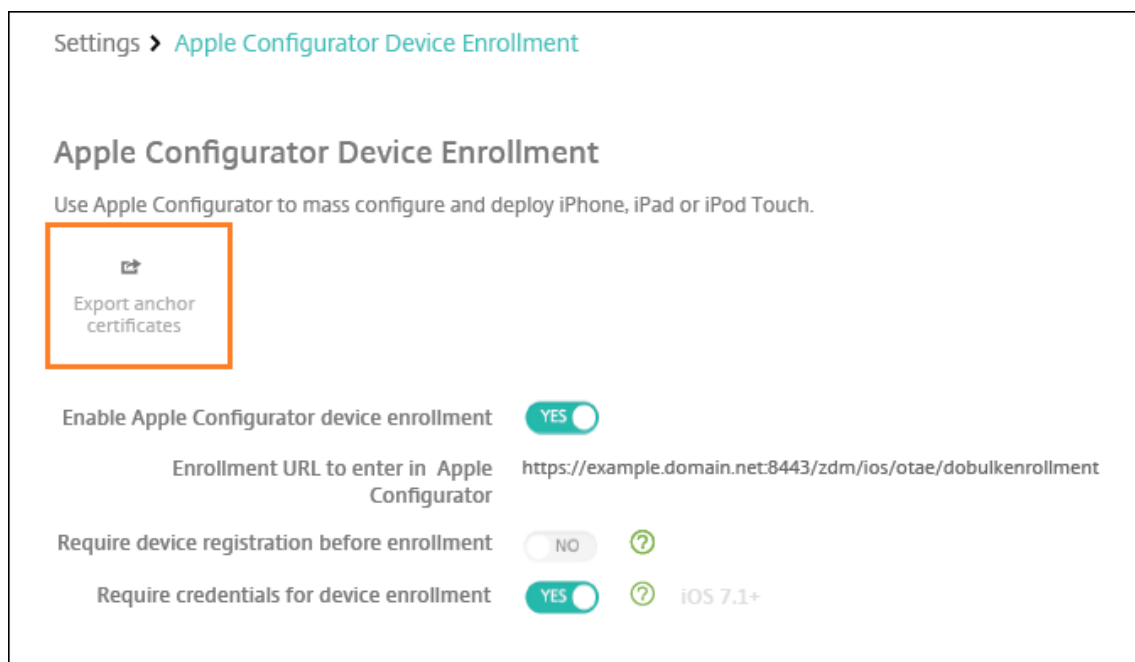 Settings > Apple Configurator Device Enrollment
Apple Configurator Device Enrollment
Use Apple Configurator to mass configure and deploy iPhone, iPad or iPod Touch.
Export anchor
certificates
Enable Apple Configurator device enrollment YES
Enrollment URL to enter in Apple https://example.domain.net:8443/zdm/ios/otae/dobulkenrollment
Configurator
Require device registration before enrollment NO ?
Require credentials for device enrollment YES ? iOS 7.1+